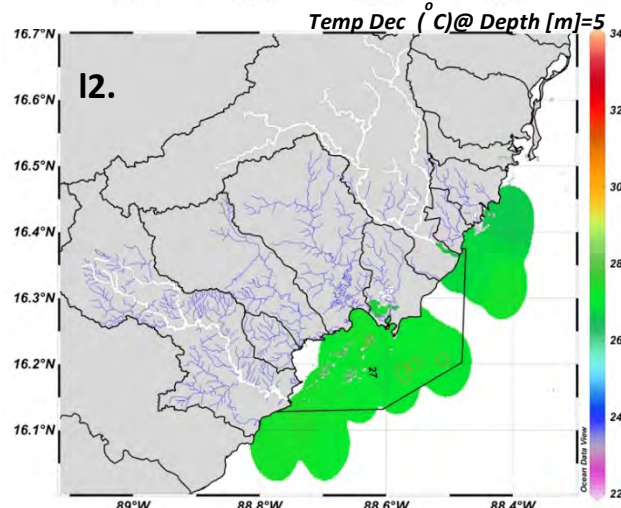 Temp Dec (°C)@ Depth [m]=5
16.7°N
16.6°N
16.5°N
16.4°N
16.3°N
16.2°N
16.1°N
I2.
27
34
32
30
28
26
24
22
Ocean Data View
89°W
88.8°W
88.6°W
88.4°W